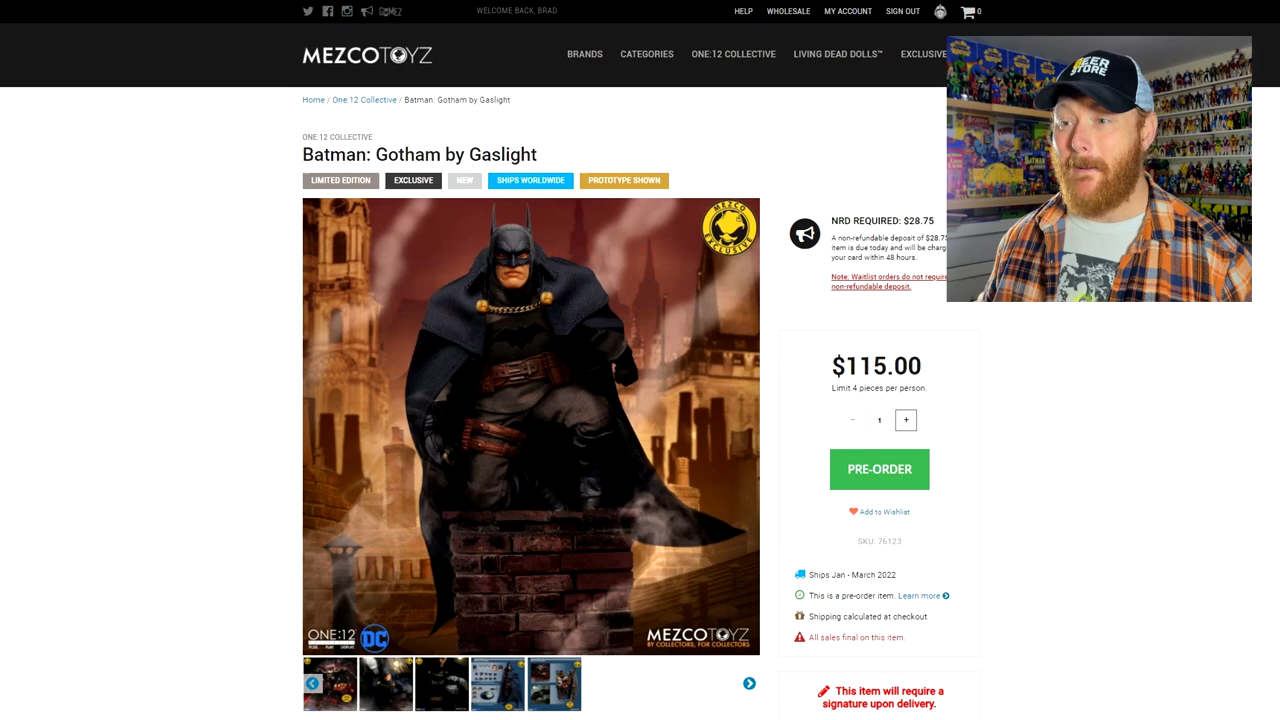 WELCOME BACK, BRAD
HELP WHOLESALE MY ACCOUNT SIGN OUT 0
MEZCOTOYZ
BRANDS CATEGORIES ONE:12 COLLECTIVE LIVING DEAD DOLLS™ EXCLUSIVE
BEER
STORE
Home / One:12 Collective / Batman: Gotham by Gaslight
ONE:12 COLLECTIVE
Batman: Gotham by Gaslight
LIMITED EDITION EXCLUSIVE NEW SHIPS WORLDWIDE PROTOTYPE SHOWN
MEZCO
EXCLUSIVE
NRD REQUIRED: $28.75
A non-refundable deposit of $28.75
item is due today and will be charg
your card within 48 hours.
Note: Waitlist orders do not require
non-refundable deposit.
$115.00
Limit 4 pieces per person.
− 1 +
PRE-ORDER
Add to Wishlist
SKU: 76123
Ships Jan - March 2022
This is a pre-order item. Learn more
Shipping calculated at checkout
All sales final on this item.
ONE:12
DC
MEZCOTOYZ
BY COLLECTORS, FOR COLLECTORS
This item will require a
signature upon delivery.